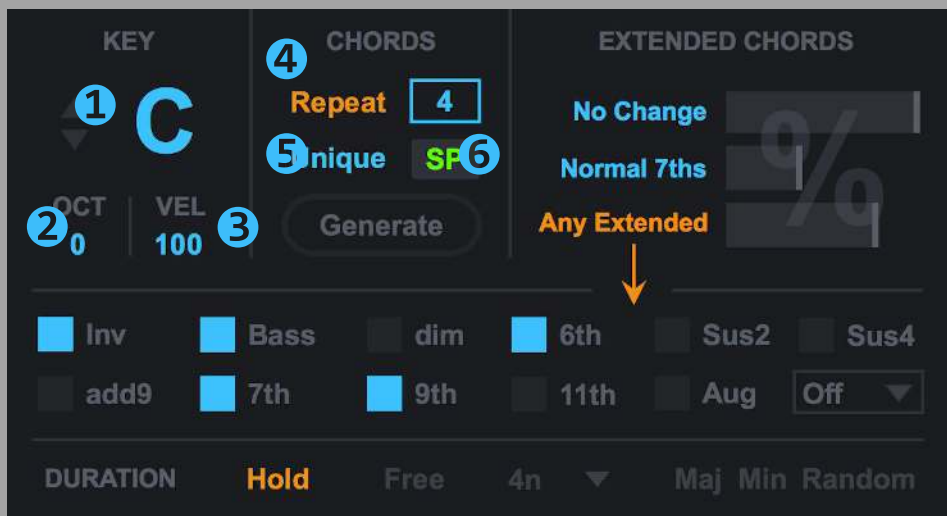 KEY
CHORDS
EXTENDED CHORDS
4
1
C
Repeat
4
No Change
5
Unique
SP
6
Normal 7ths
%
2
OCT
VEL
3
0
100
Generate
Any Extended
Inv
Bass
dim
6th
Sus2
Sus4
add9
7th
9th
11th
Aug
Off
DURATION
Hold
Free
4n
Maj
Min
Random